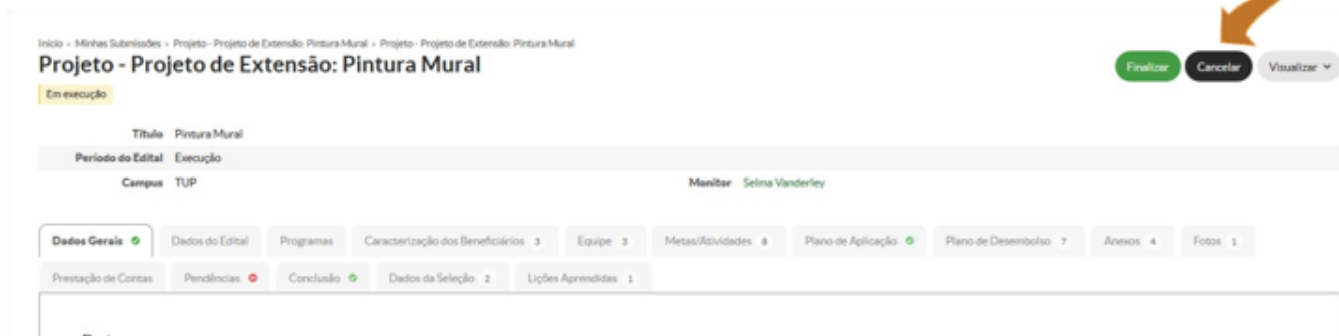 Início » Minhas Submissões » Projeto - Projeto de Extensão: Pintura Mural » Projeto - Projeto de Extensão: Pintura Mural
Projeto - Projeto de Extensão: Pintura Mural
Finalizar Cancelar Visualizar
Em execução
Título Pintura Mural
Período do Edital Execução
Campus TUP Monitor Selma Vanderley
Dados Gerais Dados do Edital Programas Caracterização dos Beneficiários 3 Equipe 3 Metas/Atividades 8 Plano de Aplicação Plano de Desembolso 7 Anexos 4 Fotos 1
Prestação de Contas Pendências Conclusão Dados da Seleção 2 Lições Aprendidas 1